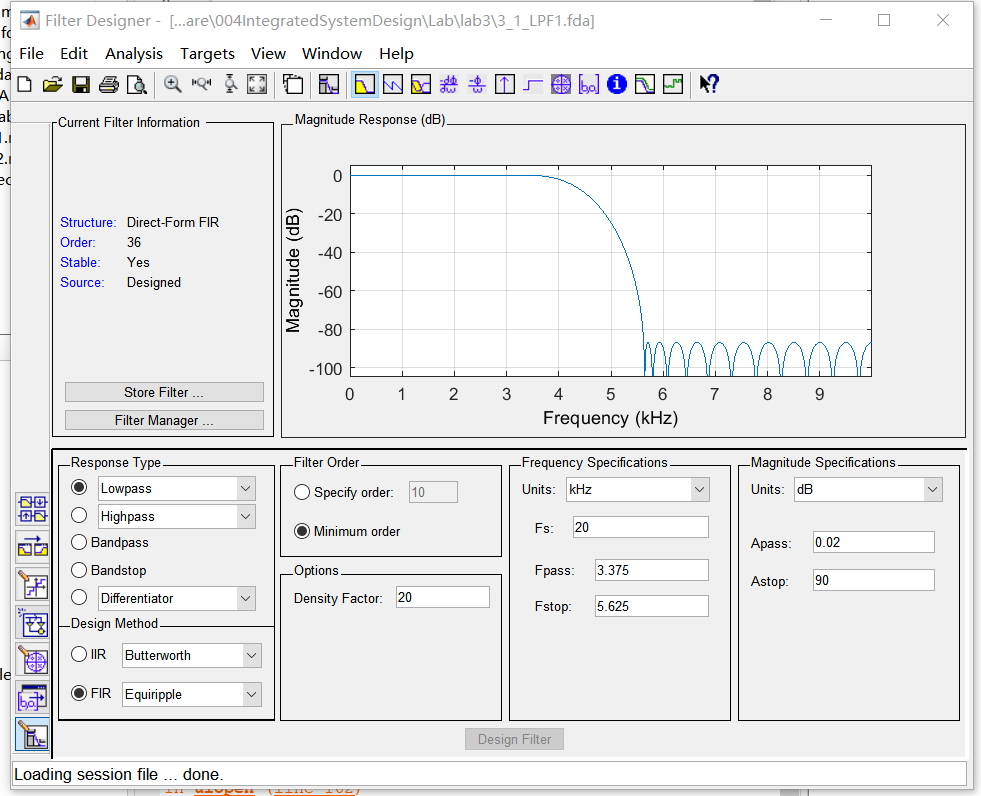 Filter Designer - [...are\004IntegratedSystemDesign\Lab\lab3\3_1_LPF1.fda]
File Edit Analysis Targets View Window Help
Current Filter Information
Structure: Direct-Form FIR
Order: 36
Stable: Yes
Source: Designed
Store Filter ...
Filter Manager ...
Magnitude Response (dB)
0
-20
-40
-60
-80
-100
Magnitude (dB)
0 1 2 3 4 5 6 7 8 9
Frequency (kHz)
Response Type
Lowpass
Highpass
Bandpass
Bandstop
Differentiator
Design Method
IIR Butterworth
FIR Equiripple
Filter Order
Specify order: 10
Minimum order
Options
Density Factor: 20
Frequency Specifications
Units: kHz
Fs: 20
Fpass: 3.375
Fstop: 5.625
Magnitude Specifications
Units: dB
Apass: 0.02
Astop: 90
Design Filter
Loading session file ... done.